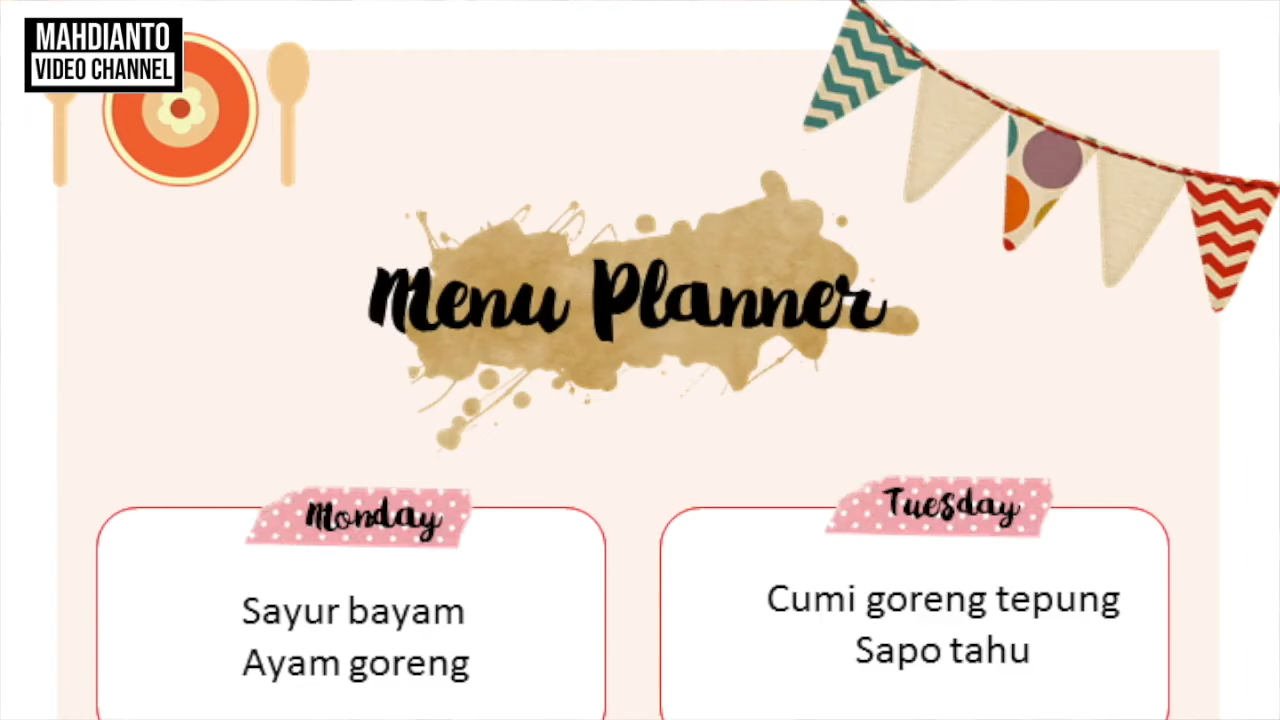 MAHDIANTO
VIDEO CHANNEL
Menu Planner
Monday
Sayur bayam
Ayam goreng
Tuesday
Cumi goreng tepung
Sapo tahu